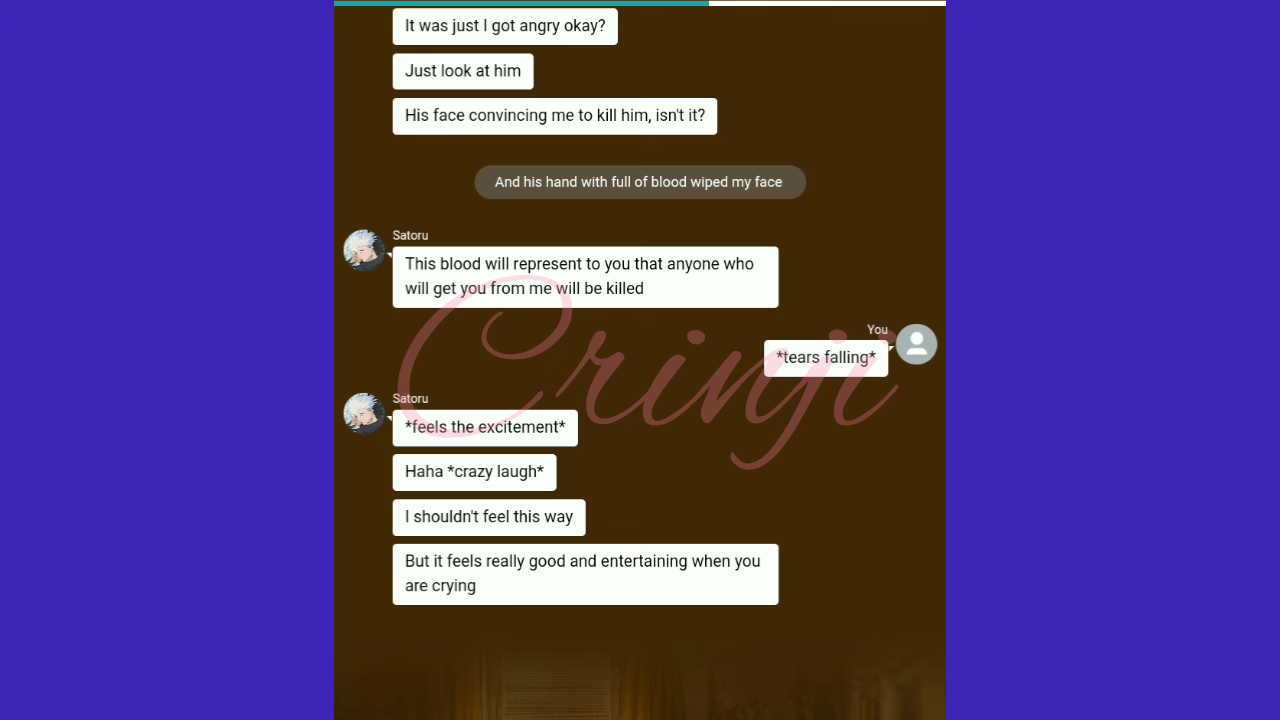 It was just I got angry okay?
Just look at him
His face convincing me to kill him, isn't it?
And his hand with full of blood wiped my face
Satoru
This blood will represent to you that anyone who
will get you from me will be killed
You
*tears falling*
Satoru
*feels the excitement*
Haha *crazy laugh*
I shouldn't feel this way
But it feels really good and entertaining when you
are crying
Crinji